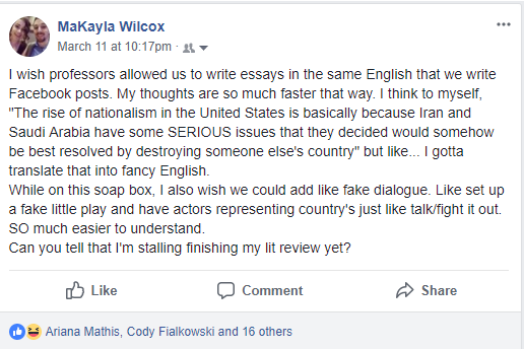 MaKayla Wilcox
March 11 at 10:17pm ·
I wish professors allowed us to write essays in the same English that we write
Facebook posts. My thoughts are so much faster that way. I think to myself,
"The rise of nationalism in the United States is basically because Iran and
Saudi Arabia have some SERIOUS issues that they decided would somehow
be best resolved by destroying someone else's country" but like... I gotta
translate that into fancy English.
While on this soap box, I also wish we could add like fake dialogue. Like set up
a fake little play and have actors representing country's just like talk/fight it out.
SO much easier to understand.
Can you tell that I'm stalling finishing my lit review yet?
Like Comment Share
Ariana Mathis, Cody Fialkowski and 16 others